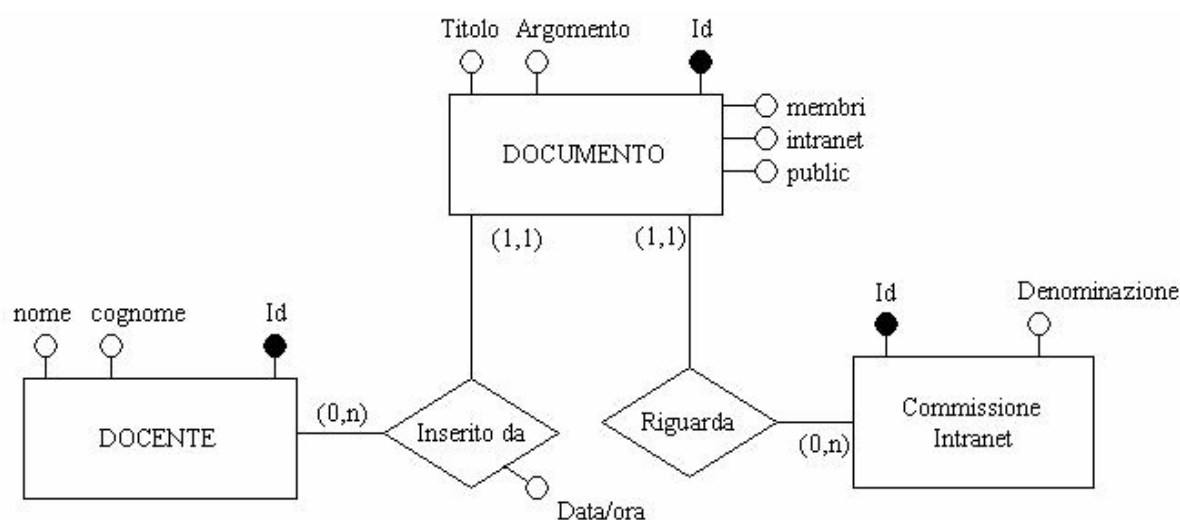 Titolo Argomento Id
membri
DOCUMENTO
intranet
public
(1,1) (1,1)
nome cognome Id
Id Denominazione
(0,n)
DOCENTE
Inserito da
Riguarda
(0,n)
Commissione
Intranet
Data/ora